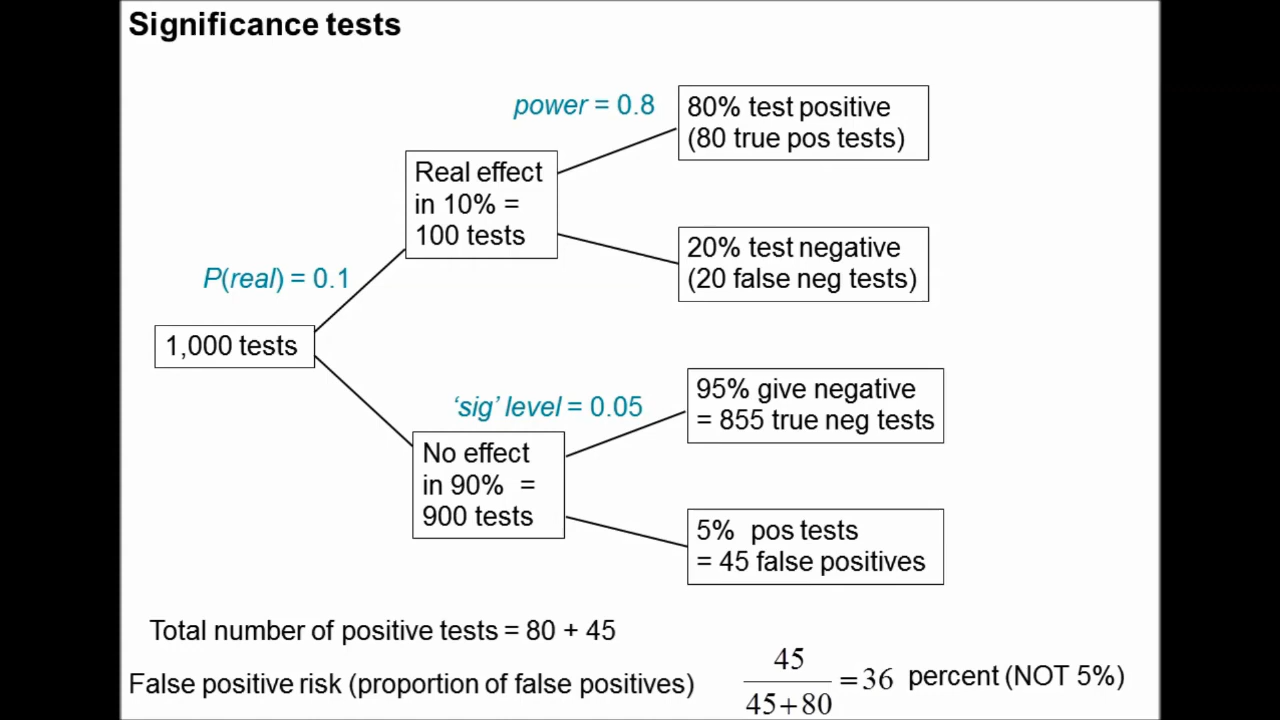 Significance tests
power = 0.8
80% test positive
(80 true pos tests)
Real effect
in 10% =
100 tests
20% test negative
(20 false neg tests)
P(real) = 0.1
1,000 tests
95% give negative
= 855 true neg tests
‘sig’ level = 0.05
No effect
in 90% =
900 tests
5% pos tests
= 45 false positives
Total number of positive tests = 80 + 45
False positive risk (proportion of false positives)
45
45+80
=36 percent (NOT 5%)